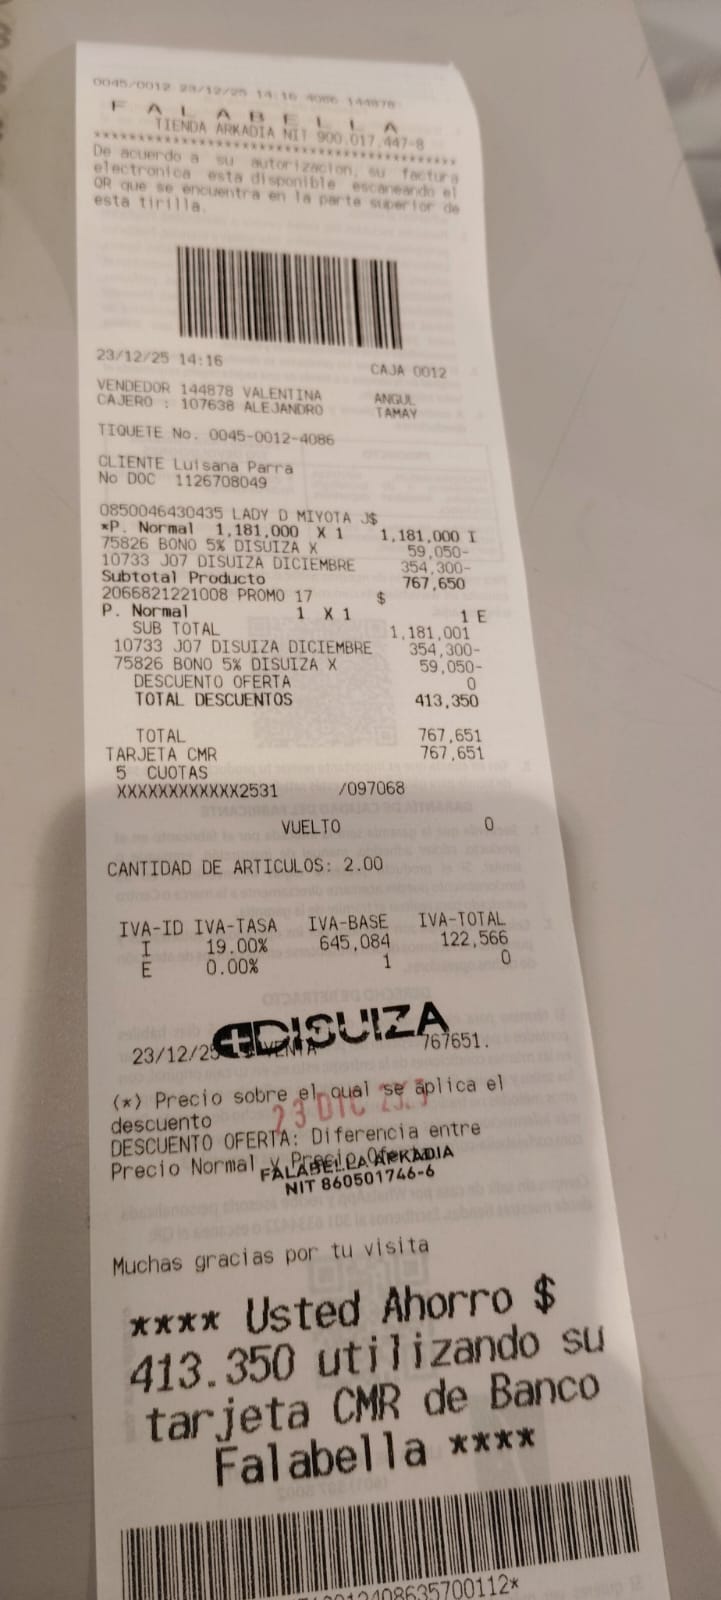 0045/0012 23/12/25 14:16 4086 144878
FALABELLA
TIENDA ARKADIA NIT 900.017.447-8
De acuerdo a su autorizacion, su factura
electronica esta disponible escaneando el
QR que se encuentra en la parte superior de
esta tirilla.
23/12/25 14:16 CAJA 0012
VENDEDOR 144878 VALENTINA ANGUL
CAJERO : 107638 ALEJANDRO TAMAY
TIQUETE No. 0045-0012-4086
CLIENTE Luisana Parra
No DOC 1126708049
0850046430435 LADY D MIYOTA J$
*P. Normal 1,181,000 X 1 1,181,000 I
75826 BONO 5% DISUIZA X 59,050-
10733 J07 DISUIZA DICIEMBRE 354,300-
Subtotal Producto 767,650
2066821221008 PROMO 17 $
P. Normal 1 X 1 1 E
SUB TOTAL 1,181,001
10733 J07 DISUIZA DICIEMBRE 354,300-
75826 BONO 5% DISUIZA X 59,050-
DESCUENTO OFERTA 0
TOTAL DESCUENTOS 413,350
TOTAL 767,651
TARJETA CMR 767,651
5 CUOTAS
XXXXXXXXXXXX2531 /097068
VUELTO 0
CANTIDAD DE ARTICULOS: 2.00
IVA-ID IVA-TASA IVA-BASE IVA-TOTAL
I 19.00% 645,084 122,566
E 0.00% 1 0
DISUIZA
23/12/25 VENTA 767651.
(*) Precio sobre el qual se aplica el
descuento
23 DIC
DESCUENTO OFERTA: Diferencia entre
Precio Normal y Precio Oferta
FALABELLA ARKADIA
NIT 860501746-6
Muchas gracias por tu visita
**** Usted Ahorro $
413.350 utilizando su
tarjeta CMR de Banco
Falabella ****